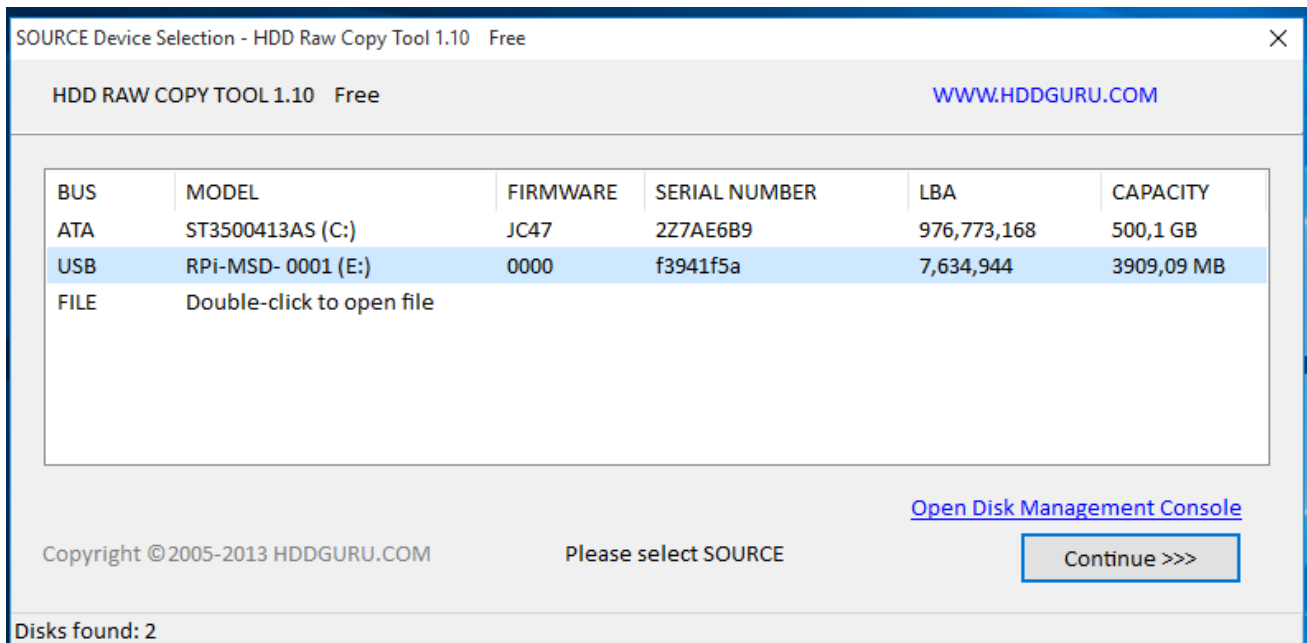 SOURCE Device Selection - HDD Raw Copy Tool 1.10 Free
HDD RAW COPY TOOL 1.10 Free WWW.HDDGURU.COM
BUS MODEL FIRMWARE SERIAL NUMBER LBA CAPACITY
ATA ST3500413AS (C:) JC47 2Z7AE6B9 976,773,168 500,1 GB
USB RPi-MSD- 0001 (E:) 0000 f3941f5a 7,634,944 3909,09 MB
FILE Double-click to open file
Open Disk Management Console
Copyright ©2005-2013 HDDGURU.COM Please select SOURCE Continue >>>
Disks found: 2